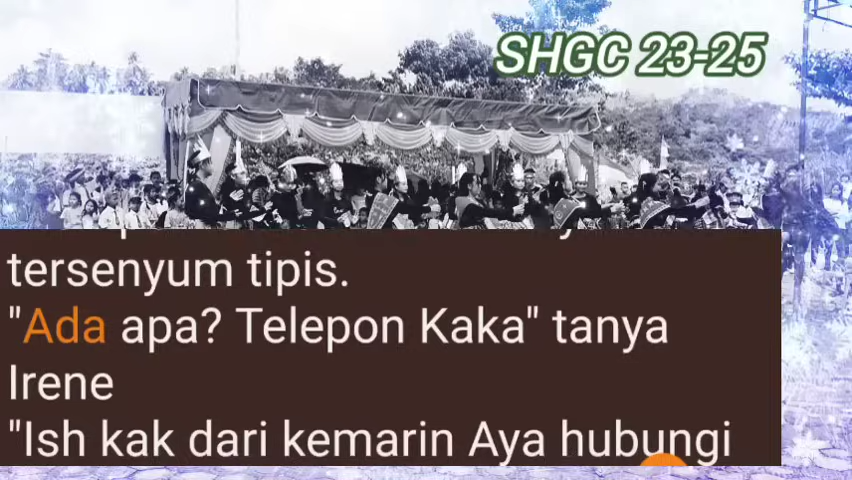 SHGC 23-25
tersenyum tipis.
"Ada apa? Telepon Kaka" tanya
Irene
"Ish kak dari kemarin Aya hubungi